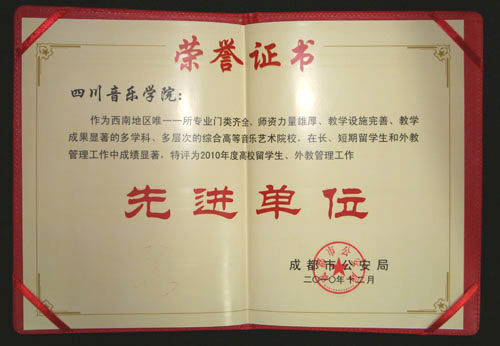 荣誉证书
四川音乐学院：
作为西南地区唯一一所专业门类齐全、师资力量雄厚、教学设施完善、教学
成果显著的多学科、多层次的综合高等音乐艺术院校，在长、短期留学生和外教
管理工作中成绩显著，特评为2010年度高校留学生、外教管理工作
先进单位
成都市公安局
二〇一〇年十二月